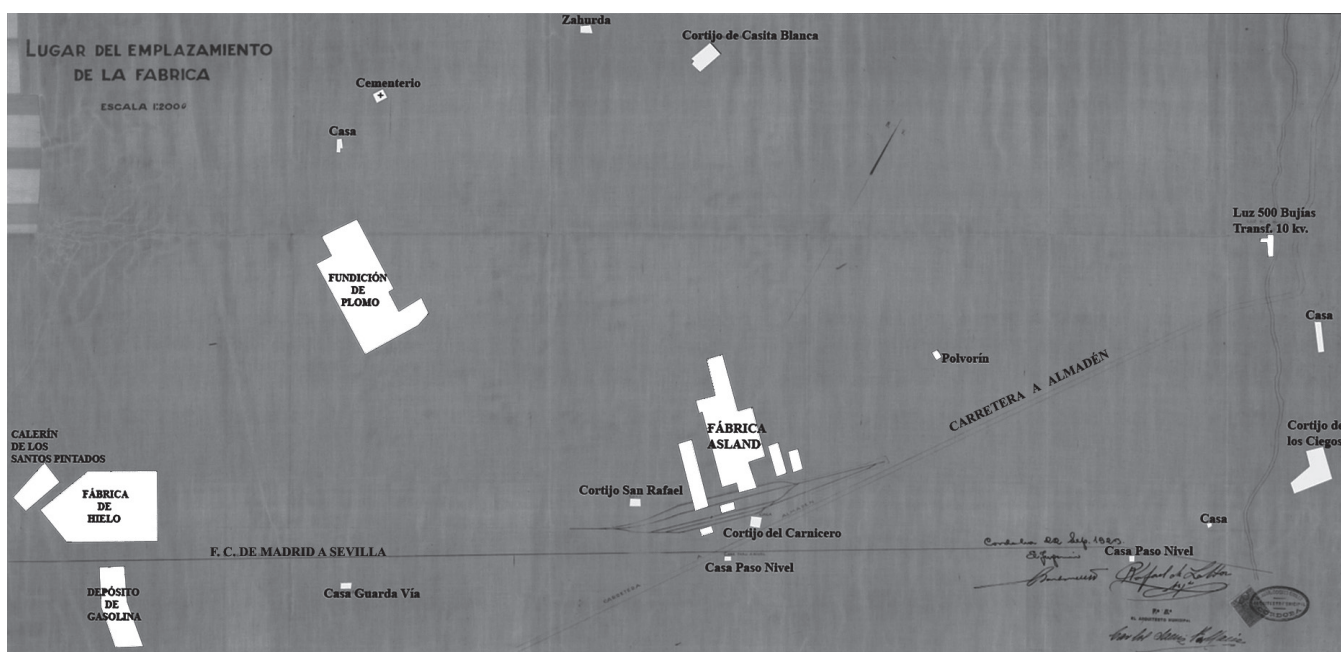 LUGAR DEL EMPLAZAMIENTO
DE LA FABRICA
Zahurda
Cortijo de Casita Blanca
Cementerio
Casa
Luz 500 Bujías
Transf. 10 kv.
FUNDICIÓN
DE
PLOMO
Casa
Polvorín
CARRETERA A ALMADÉN
FÁBRICA
ASLAND
CALERÍN
DE LOS
SANTOS PINTADOS
Cortijo de
los Ciegos
FÁBRICA
DE
HIELO
Cortijo San Rafael
Cortijo del Carnicero
Casa
F. C. DE MADRID A SEVILLA
Casa Paso Nivel
Casa Paso Nivel
DEPÓSITO
DE
GASOLINA
Casa Guarda Vía
CARRETERA